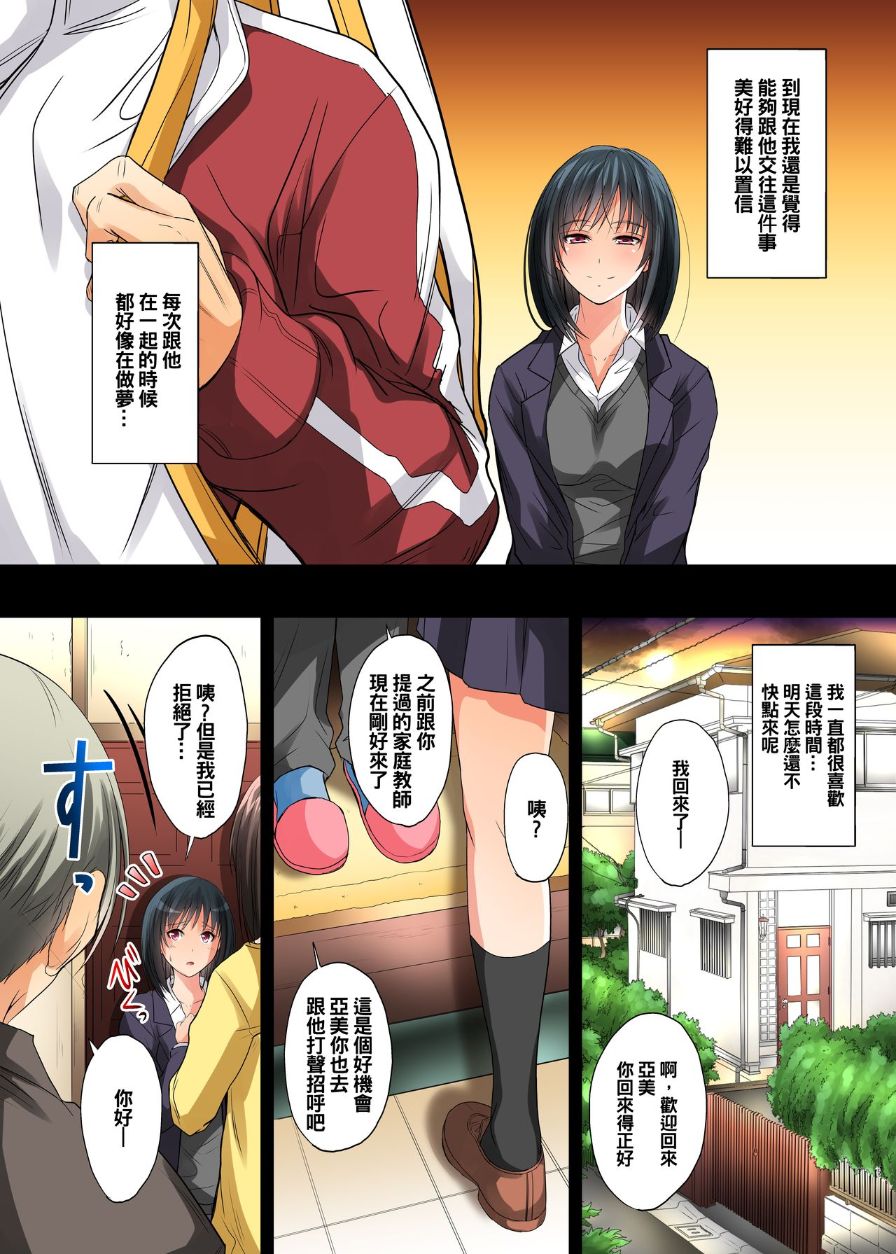 到現在我還是覺得
能夠跟他交往這件事
美好得難以置信
每次跟他
在一起的時候
都好像在做夢…
我一直都很喜歡
這段時間…
明天怎麼還不
快點來呢
我回來了—
啊，歡迎回來
亞美
你回來得正好
咦？
之前跟你
提過的家庭教師
現在剛好來了
這是個好機會
亞美你也去
跟他打聲招呼吧
咦？但是我已經
拒絕了…
すっ
びくっ
你好—